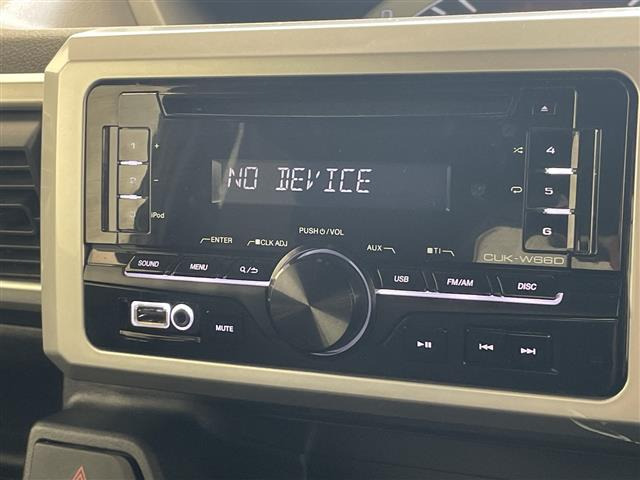 1 +
4
2 −
NO DEVICE
5
iPod
6
PUSH⏻/VOL
ENTER ■CLK ADJ
AUX ■TI
CUK-W66D
SOUND MENU
USB FM/AM DISC
MUTE